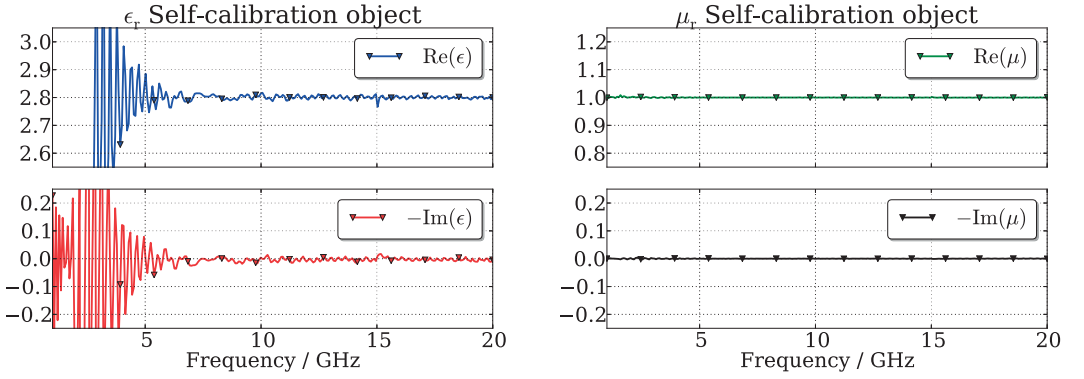 ϵr Self-calibration object
3.0
2.9
2.8
2.7
2.6
Re(ϵ)
0.2
0.1
0.0
−0.1
−0.2
−Im(ϵ)
5 10 15 20
Frequency / GHz
μr Self-calibration object
1.2
1.1
1.0
0.9
0.8
Re(μ)
0.2
0.1
0.0
−0.1
−0.2
−Im(μ)
5 10 15 20
Frequency / GHz